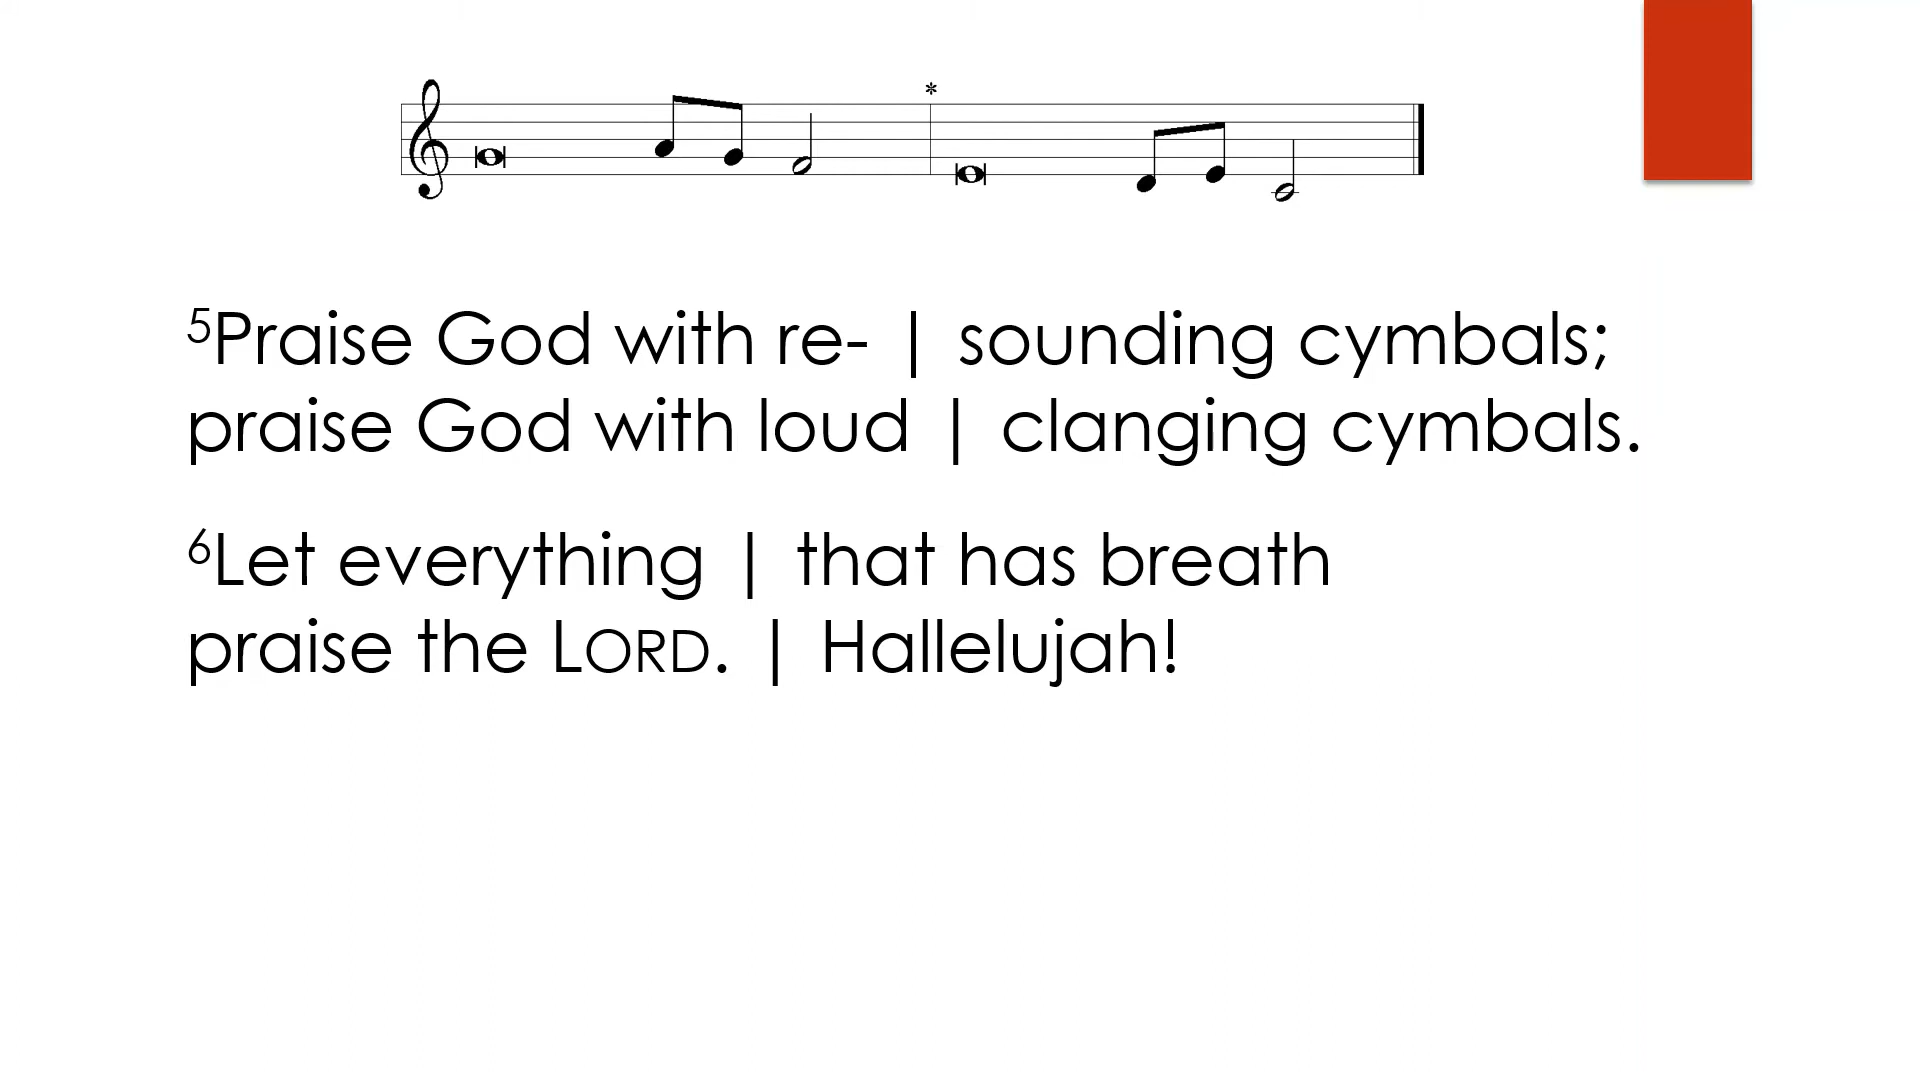 *
5Praise God with re- | sounding cymbals;
praise God with loud | clanging cymbals.
6Let everything | that has breath
praise the LORD. | Hallelujah!